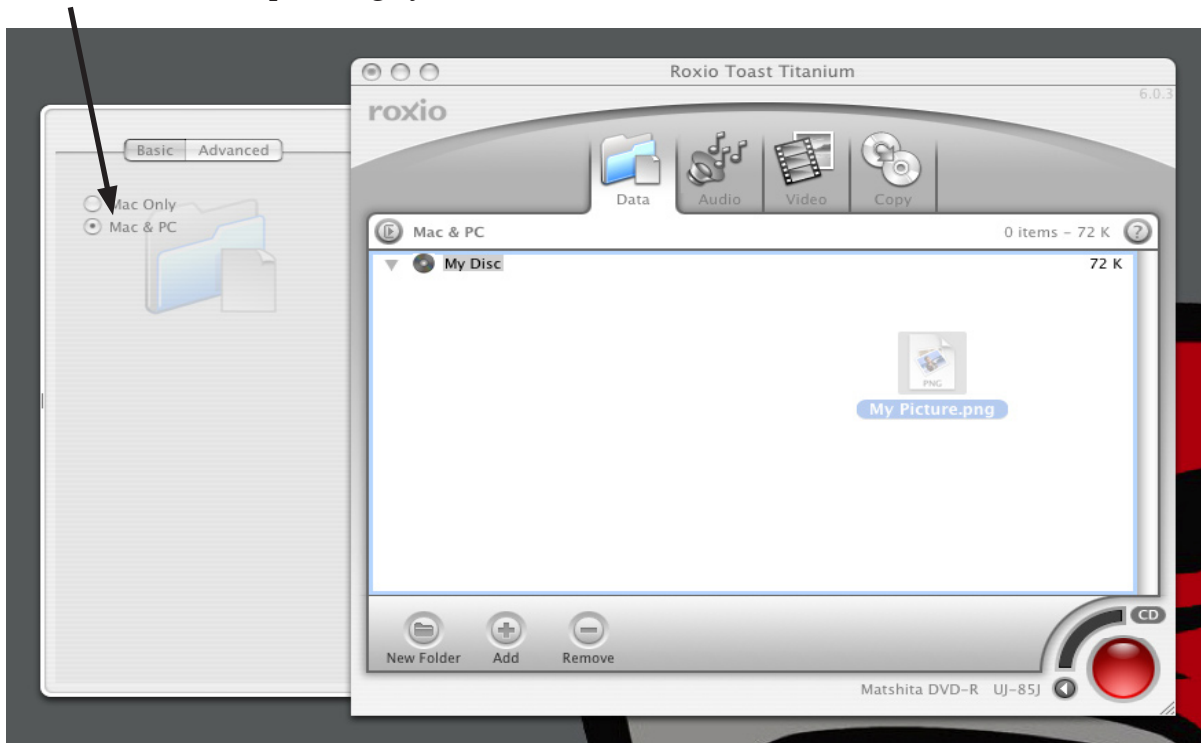 Roxio Toast Titanium
6.0.3
roxio
Basic Advanced
Mac Only
Mac & PC
Data Audio Video Copy
Mac & PC 0 items – 72 K ?
My Disc 72 K
PNG
My Picture.png
CD
New Folder Add Remove
Matshita DVD–R UJ–85J